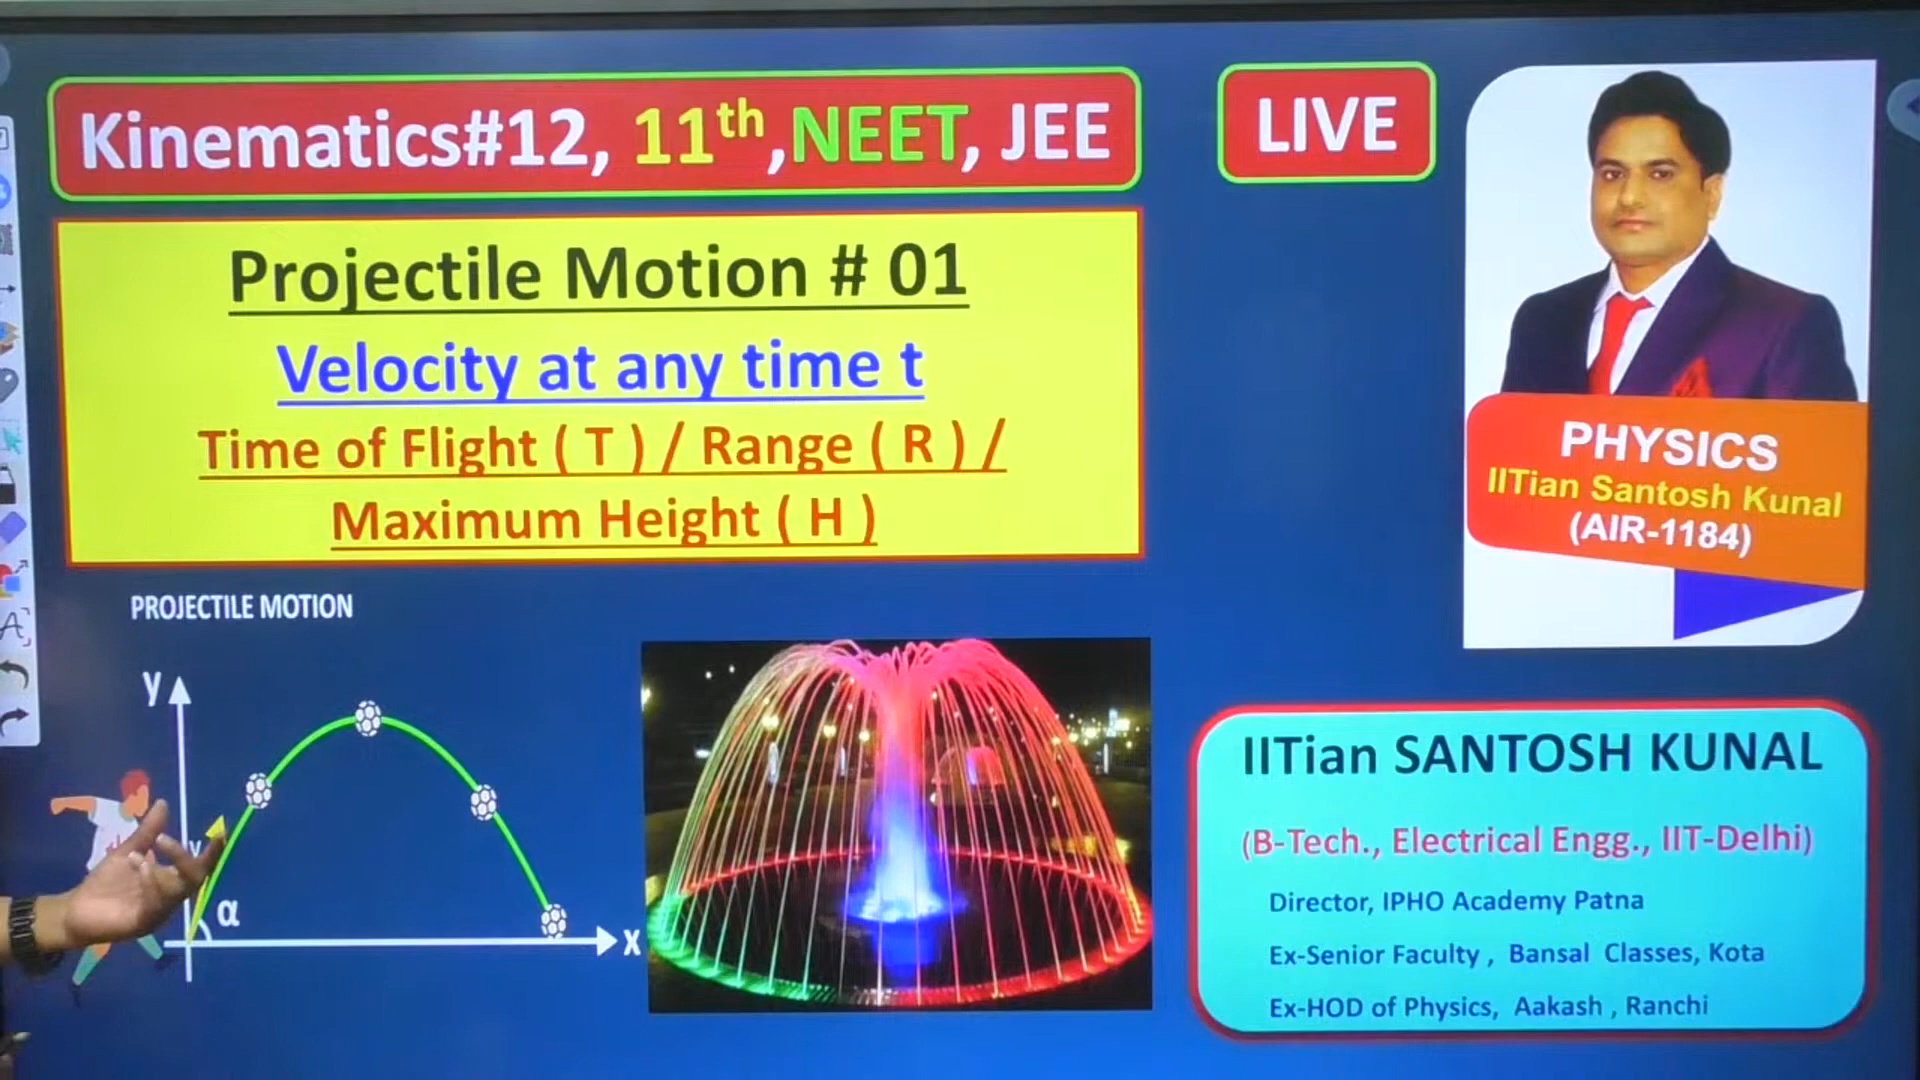 Kinematics#12, 11th,NEET, JEE
LIVE
Projectile Motion # 01
Velocity at any time t
Time of Flight ( T ) / Range ( R ) /
Maximum Height ( H )
PHYSICS
IITian Santosh Kunal
(AIR-1184)
PROJECTILE MOTION
y
v
α
x
IITian SANTOSH KUNAL
(B-Tech., Electrical Engg., IIT-Delhi)
Director, IPHO Academy Patna
Ex-Senior Faculty , Bansal Classes, Kota
Ex-HOD of Physics, Aakash , Ranchi